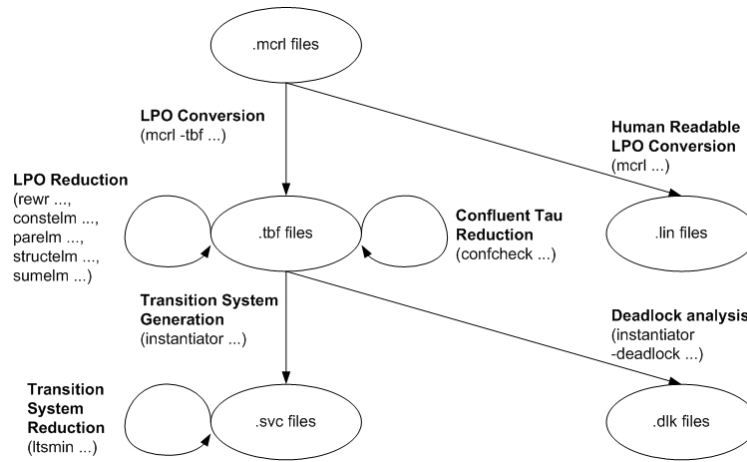 .mcrl files
LPO Conversion
(mcrl -tbf ...)
Human Readable
LPO Conversion
(mcrl ...)
LPO Reduction
(rewr ...,
constelm ...,
parelm ...,
structelm ...,
sumelm ...)
.tbf files
Confluent Tau
Reduction
(confcheck ...)
.lin files
Transition System
Generation
(instantiator ...)
Deadlock analysis
(instantiator
-deadlock ...)
Transition
System
Reduction
(ltsmin ...)
.svc files
.dlk files